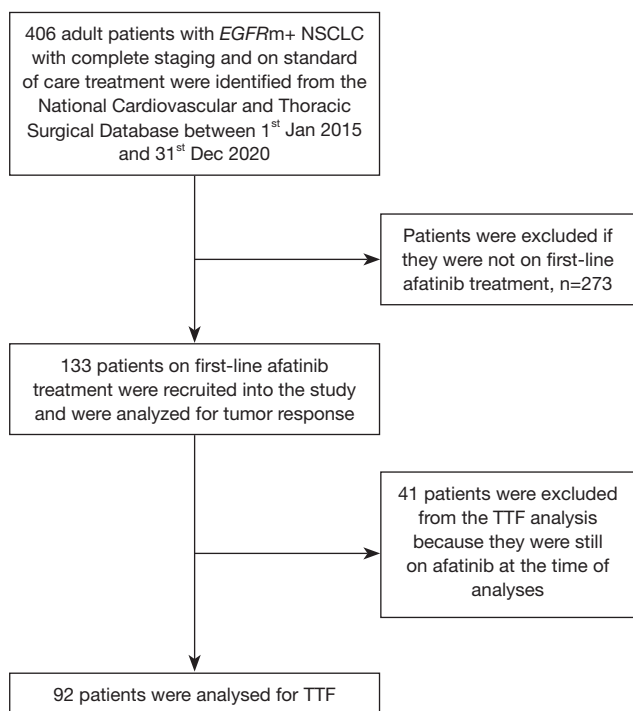 406 adult patients with EGFRm+ NSCLC
with complete staging and on standard
of care treatment were identified from the
National Cardiovascular and Thoracic
Surgical Database between 1st Jan 2015
and 31st Dec 2020
Patients were excluded if
they were not on first-line
afatinib treatment, n=273
133 patients on first-line afatinib
treatment were recruited into the study
and were analyzed for tumor response
41 patients were excluded
from the TTF analysis
because they were still
on afatinib at the time of
analyses
92 patients were analysed for TTF